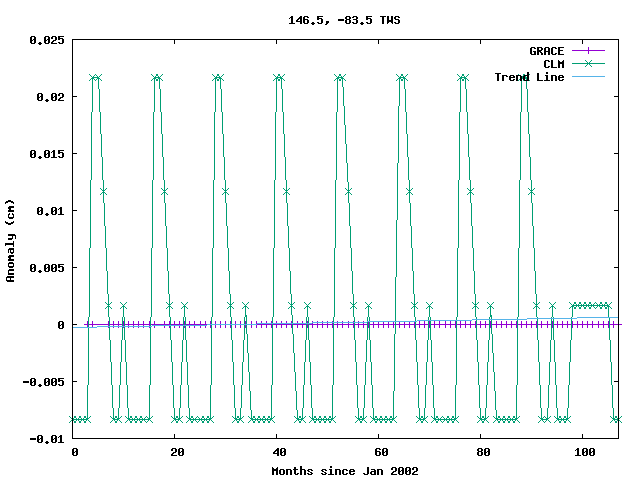 146.5, -83.5 TWS
GRACE
CLM
Trend Line
0.025
0.02
0.015
0.01
0.005
0
-0.005
-0.01
Anomaly (cm)
0 20 40 60 80 100
Months since Jan 2002